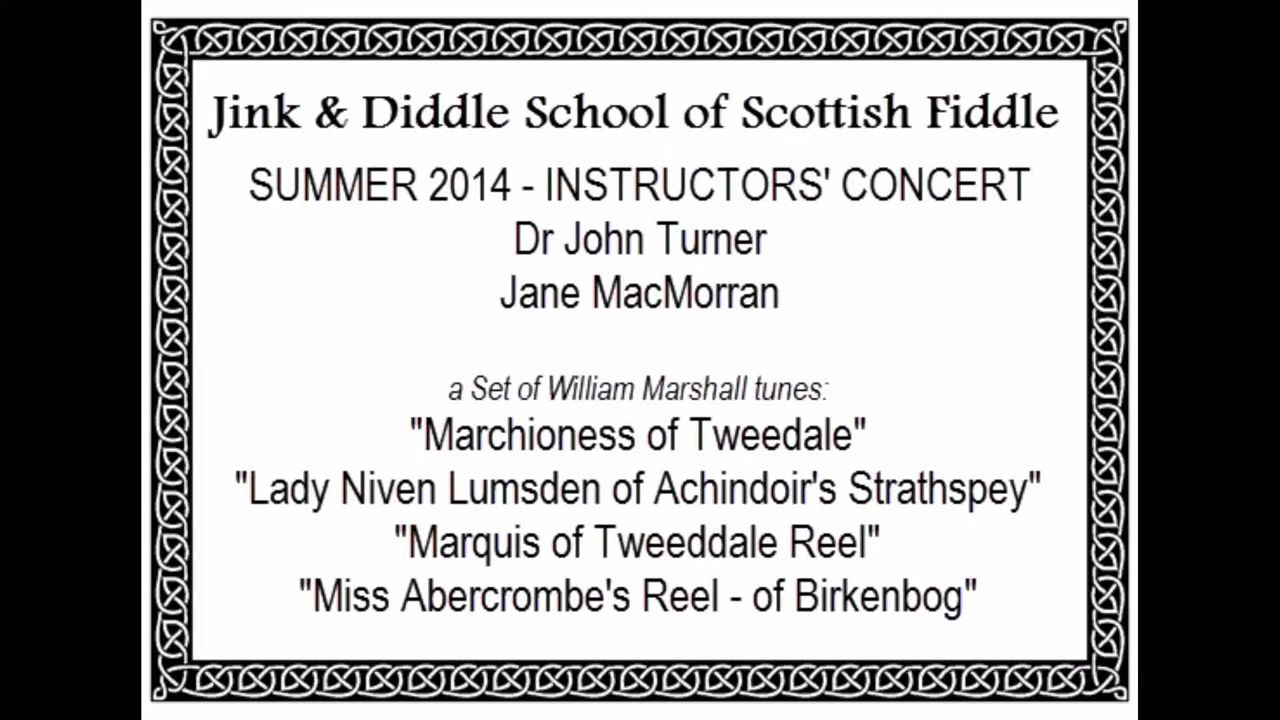 Jink & Diddle School of Scottish Fiddle
SUMMER 2014 - INSTRUCTORS' CONCERT
Dr John Turner
Jane MacMorran
a Set of William Marshall tunes:
"Marchioness of Tweedale"
"Lady Niven Lumsden of Achindoir's Strathspey"
"Marquis of Tweeddale Reel"
"Miss Abercrombe's Reel - of Birkenbog"